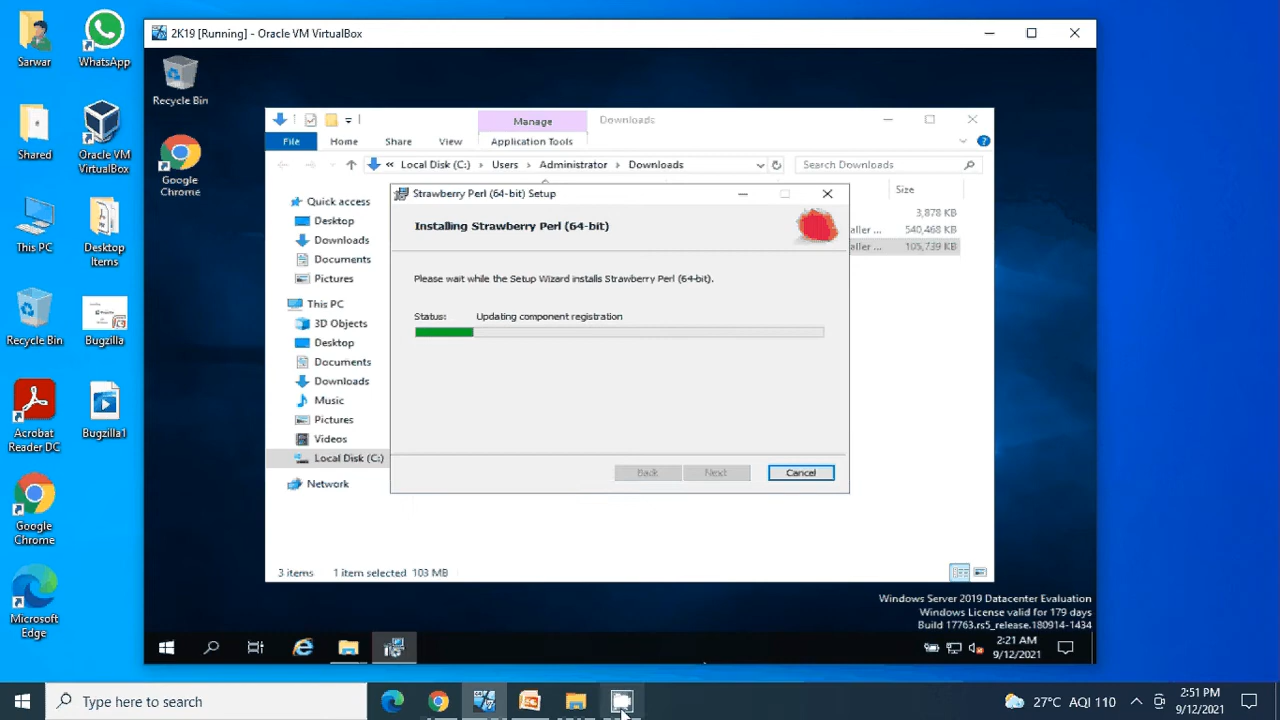 Sarwar
WhatsApp
Shared
Oracle VM
VirtualBox
This PC
Desktop
Items
Recycle Bin
Bugzilla
Acrobat
Reader DC
Bugzilla1
Google
Chrome
Microsoft
Edge
2K19 [Running] - Oracle VM VirtualBox
Recycle Bin
Google
Chrome
Manage
Downloads
File
Home
Share
View
Application Tools
« Local Disk (C:) › Users › Administrator › Downloads
Search Downloads
Quick access
Desktop
Downloads
Documents
Pictures
This PC
3D Objects
Desktop
Documents
Downloads
Music
Pictures
Videos
Local Disk (C:)
Network
Size
3,878 KB
aller ... 540,468 KB
aller ... 105,739 KB
Strawberry Perl (64-bit) Setup
Installing Strawberry Perl (64-bit)
Please wait while the Setup Wizard installs Strawberry Perl (64-bit).
Status: Updating component registration
Back
Next
Cancel
3 items 1 item selected 103 MB
Windows Server 2019 Datacenter Evaluation
Windows License valid for 179 days
Build 17763.rs5_release.180914-1434
2:21 AM
9/12/2021
Type here to search
27°C AQI 110
2:51 PM
9/12/2021